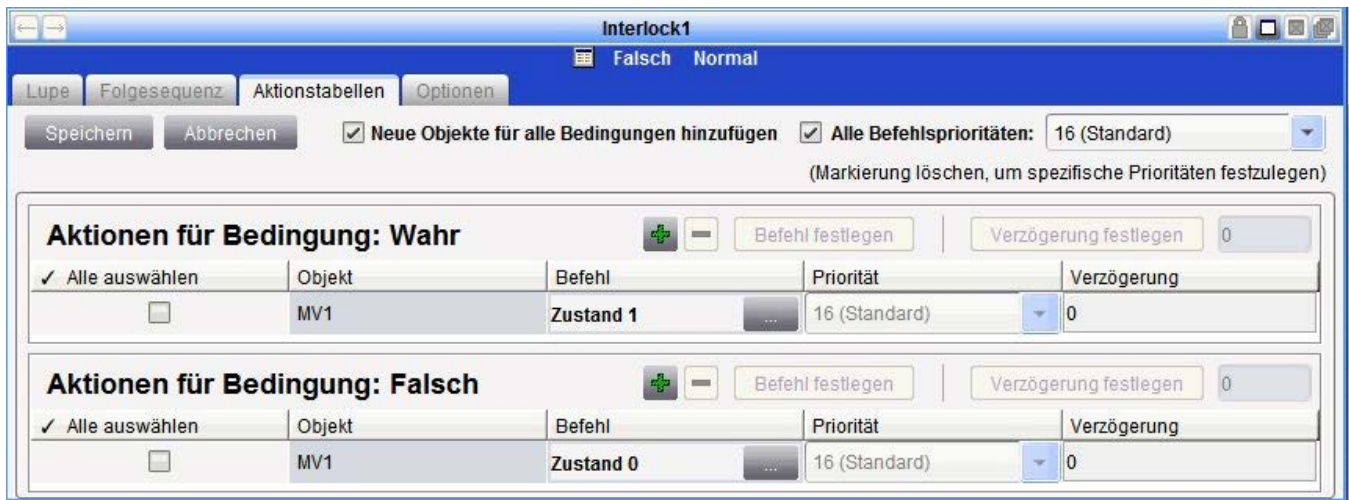 Interlock1
Falsch Normal
Lupe Folgesequenz Aktionstabellen Optionen
Speichern Abbrechen Neue Objekte für alle Bedingungen hinzufügen Alle Befehlsprioritäten: 16 (Standard)
(Markierung löschen, um spezifische Prioritäten festzulegen)
Aktionen für Bedingung: Wahr Befehl festlegen Verzögerung festlegen 0
✓ Alle auswählen Objekt Befehl Priorität Verzögerung
MV1 Zustand 1 ... 16 (Standard) 0
Aktionen für Bedingung: Falsch Befehl festlegen Verzögerung festlegen 0
✓ Alle auswählen Objekt Befehl Priorität Verzögerung
MV1 Zustand 0 ... 16 (Standard) 0